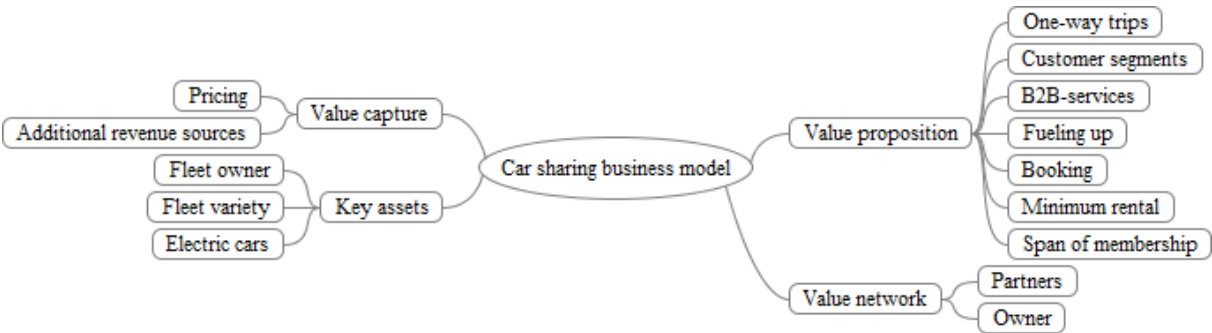 Car sharing business model
Value capture
Pricing
Additional revenue sources
Key assets
Fleet owner
Fleet variety
Electric cars
Value proposition
One-way trips
Customer segments
B2B-services
Fueling up
Booking
Minimum rental
Span of membership
Value network
Partners
Owner